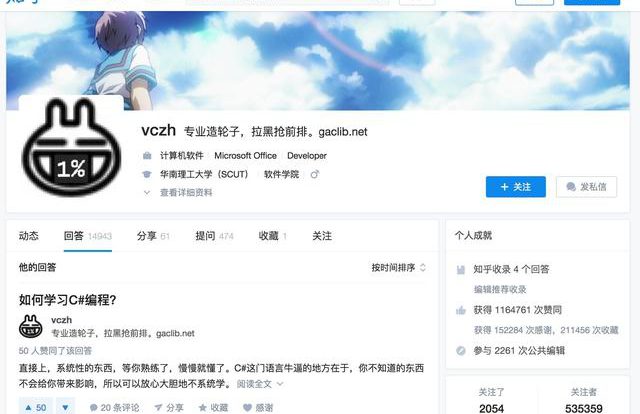 1%
vczh 专业造轮子，拉黑抢前排。gaclib.net
计算机软件 Microsoft Office Developer
华南理工大学（SCUT） 软件学院
查看详细资料
+ 关注
发私信
动态 回答 14943 分享 61 提问 474 收藏 1 关注
他的回答 按时间排序
如何学习C#编程?
vczh
专业造轮子，拉黑抢前排。gaclib.net
50 人赞同了该回答
直接上，系统性的东西，等你熟练了，慢慢就懂了。C#这门语言牛逼的地方在于，你不知道的东西
不会给你带来影响，所以可以放心大胆地不系统学。 阅读全文
50 20 条评论 分享 收藏 感谢
个人成就
知乎收录 4 个回答
编辑推荐收录
获得 1164761 次赞同
获得 152284 次感谢，211456 次收藏
参与 2261 次公共编辑
关注了 关注者
2054 535359